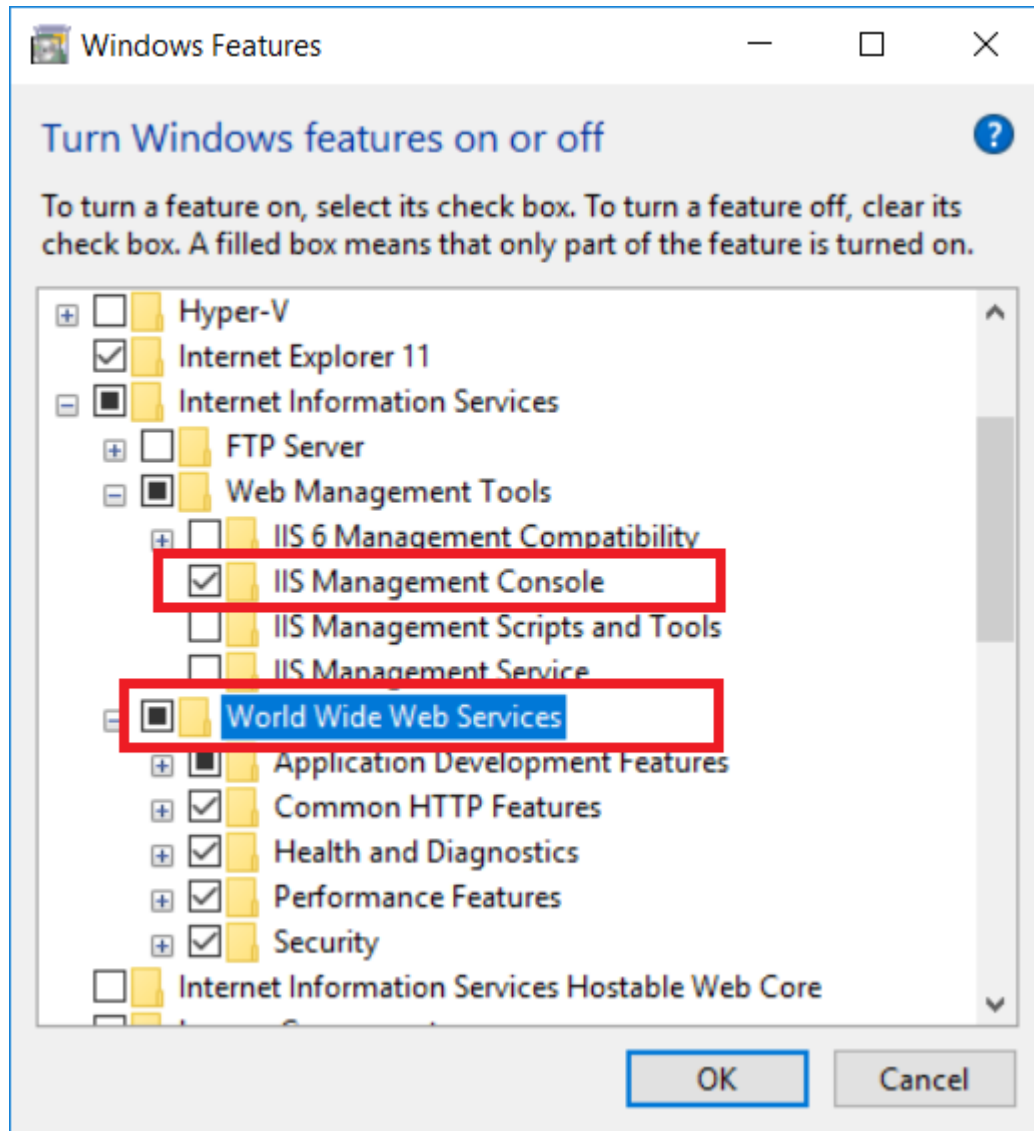 Windows Features
Turn Windows features on or off
To turn a feature on, select its check box. To turn a feature off, clear its
check box. A filled box means that only part of the feature is turned on.
Hyper-V
Internet Explorer 11
Internet Information Services
FTP Server
Web Management Tools
IIS 6 Management Compatibility
IIS Management Console
IIS Management Scripts and Tools
IIS Management Service
World Wide Web Services
Application Development Features
Common HTTP Features
Health and Diagnostics
Performance Features
Security
Internet Information Services Hostable Web Core
OK
Cancel